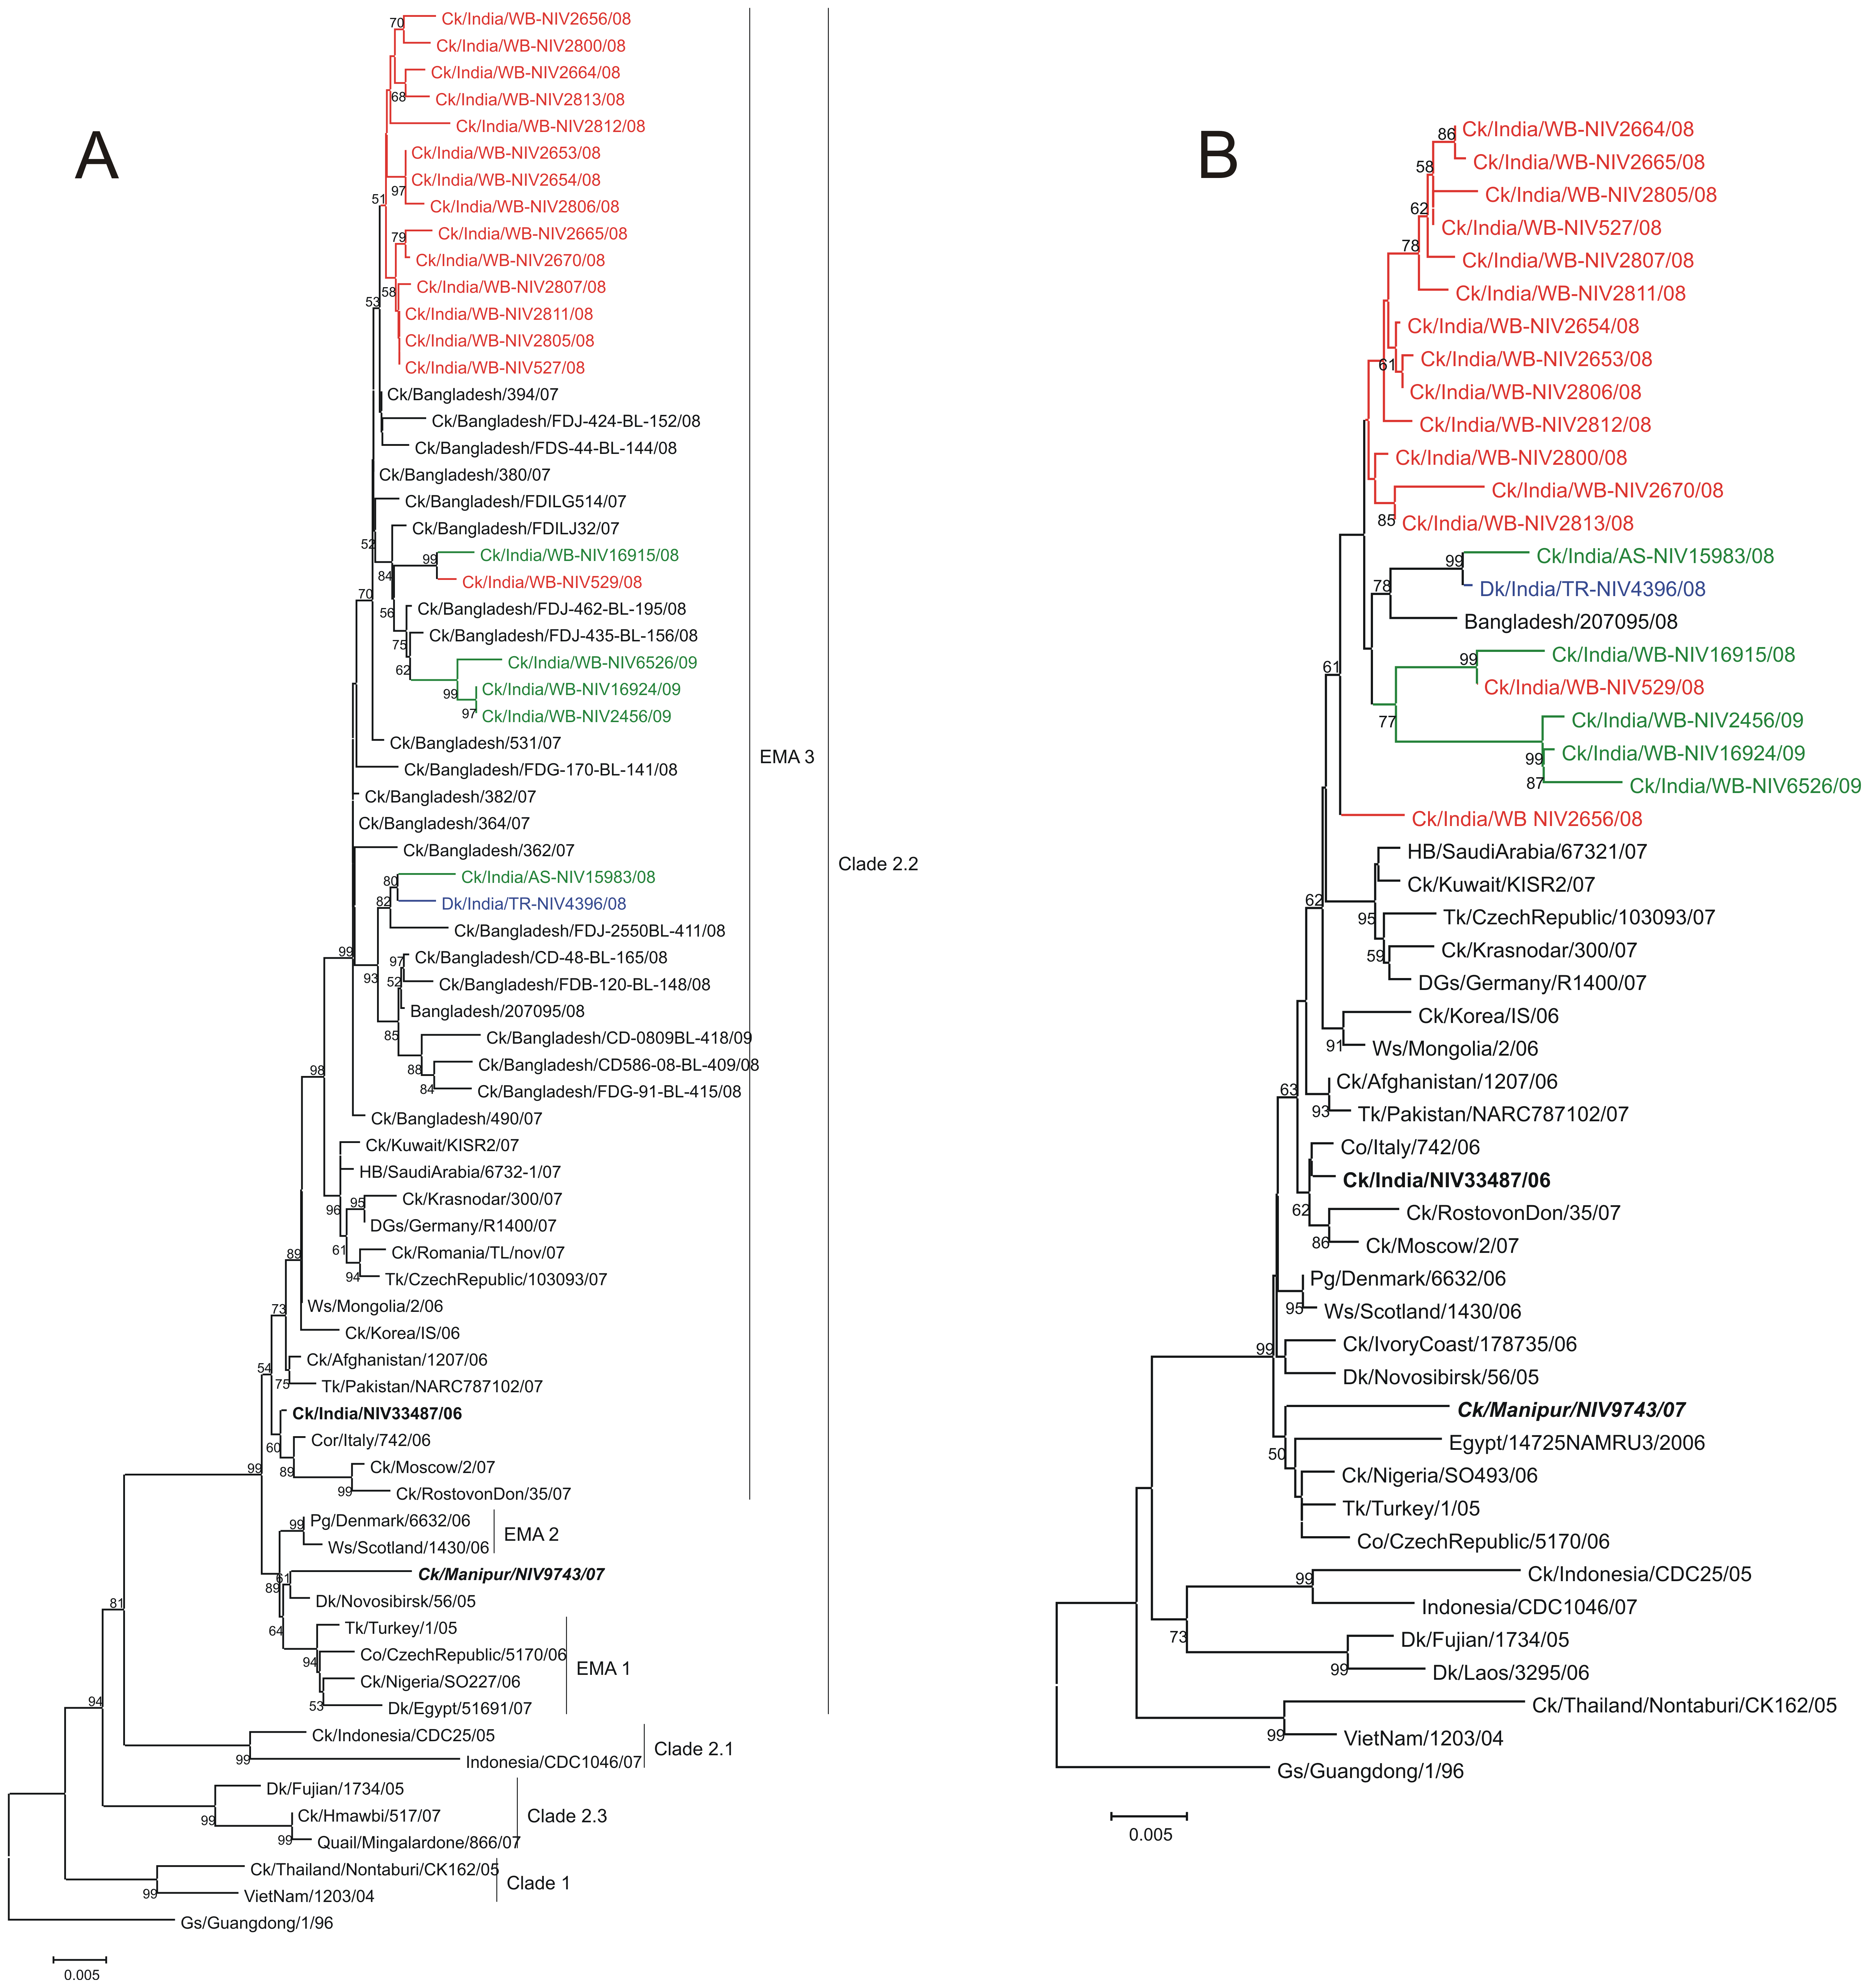 A
70
Ck/India/WB-NIV2656/08
Ck/India/WB-NIV2800/08
Ck/India/WB-NIV2664/08
68
Ck/India/WB-NIV2813/08
Ck/India/WB-NIV2812/08
Ck/India/WB-NIV2653/08
Ck/India/WB-NIV2654/08
97
51
Ck/India/WB-NIV2806/08
79
Ck/India/WB-NIV2665/08
Ck/India/WB-NIV2670/08
58
53
Ck/India/WB-NIV2807/08
Ck/India/WB-NIV2811/08
Ck/India/WB-NIV2805/08
Ck/India/WB-NIV527/08
Ck/Bangladesh/394/07
Ck/Bangladesh/FDJ-424-BL-152/08
Ck/Bangladesh/FDS-44-BL-144/08
Ck/Bangladesh/380/07
Ck/Bangladesh/FDILG514/07
Ck/Bangladesh/FDILJ32/07
52
99
Ck/India/WB-NIV16915/08
84
Ck/India/WB-NIV529/08
70
56
Ck/Bangladesh/FDJ-462-BL-195/08
75
Ck/Bangladesh/FDJ-435-BL-156/08
62
Ck/India/WB-NIV6526/09
99
Ck/India/WB-NIV16924/09
97
Ck/India/WB-NIV2456/09
Ck/Bangladesh/531/07
EMA 3
Ck/Bangladesh/FDG-170-BL-141/08
Ck/Bangladesh/382/07
Ck/Bangladesh/364/07
Ck/Bangladesh/362/07
Clade 2.2
80
Ck/India/AS-NIV15983/08
82
Dk/India/TR-NIV4396/08
Ck/Bangladesh/FDJ-2550BL-411/08
99
97
Ck/Bangladesh/CD-48-BL-165/08
93
52
Ck/Bangladesh/FDB-120-BL-148/08
Bangladesh/207095/08
85
Ck/Bangladesh/CD-0809BL-418/09
88
Ck/Bangladesh/CD586-08-BL-409/08
98
84
Ck/Bangladesh/FDG-91-BL-415/08
Ck/Bangladesh/490/07
Ck/Kuwait/KISR2/07
HB/SaudiArabia/6732-1/07
95
Ck/Krasnodar/300/07
96
DGs/Germany/R1400/07
61
89
Ck/Romania/TL/nov/07
94
Tk/CzechRepublic/103093/07
73
Ws/Mongolia/2/06
Ck/Korea/IS/06
54
Ck/Afghanistan/1207/06
75
Tk/Pakistan/NARC787102/07
Ck/India/NIV33487/06
60
Cor/Italy/742/06
99
89
Ck/Moscow/2/07
99
Ck/RostovonDon/35/07
99
Pg/Denmark/6632/06
EMA 2
Ws/Scotland/1430/06
61
89
Ck/Manipur/NIV9743/07
Dk/Novosibirsk/56/05
81
64
Tk/Turkey/1/05
94
Co/CzechRepublic/5170/06
EMA 1
Ck/Nigeria/SO227/06
53
Dk/Egypt/51691/07
94
Ck/Indonesia/CDC25/05
Clade 2.1
99
Indonesia/CDC1046/07
Dk/Fujian/1734/05
99
Ck/Hmawbi/517/07
Clade 2.3
99
Quail/Mingalardone/866/07
Ck/Thailand/Nontaburi/CK162/05
Clade 1
99
VietNam/1203/04
Gs/Guangdong/1/96
0.005
B
86
Ck/India/WB-NIV2664/08
58
Ck/India/WB-NIV2665/08
Ck/India/WB-NIV2805/08
62
Ck/India/WB-NIV527/08
78
Ck/India/WB-NIV2807/08
Ck/India/WB-NIV2811/08
Ck/India/WB-NIV2654/08
61
Ck/India/WB-NIV2653/08
Ck/India/WB-NIV2806/08
Ck/India/WB-NIV2812/08
Ck/India/WB-NIV2800/08
Ck/India/WB-NIV2670/08
85
Ck/India/WB-NIV2813/08
99
Ck/India/AS-NIV15983/08
78
Dk/India/TR-NIV4396/08
Bangladesh/207095/08
61
99
Ck/India/WB-NIV16915/08
Ck/India/WB-NIV529/08
77
Ck/India/WB-NIV2456/09
99
Ck/India/WB-NIV16924/09
87
Ck/India/WB-NIV6526/09
Ck/India/WB NIV2656/08
HB/SaudiArabia/67321/07
Ck/Kuwait/KISR2/07
62
95
Tk/CzechRepublic/103093/07
59
Ck/Krasnodar/300/07
DGs/Germany/R1400/07
Ck/Korea/IS/06
91
Ws/Mongolia/2/06
63
Ck/Afghanistan/1207/06
93
Tk/Pakistan/NARC787102/07
Co/Italy/742/06
Ck/India/NIV33487/06
62
Ck/RostovonDon/35/07
86
Ck/Moscow/2/07
Pg/Denmark/6632/06
95
Ws/Scotland/1430/06
99
Ck/IvoryCoast/178735/06
Dk/Novosibirsk/56/05
Ck/Manipur/NIV9743/07
50
Egypt/14725NAMRU3/2006
Ck/Nigeria/SO493/06
Tk/Turkey/1/05
Co/CzechRepublic/5170/06
99
Ck/Indonesia/CDC25/05
Indonesia/CDC1046/07
73
Dk/Fujian/1734/05
99
Dk/Laos/3295/06
Ck/Thailand/Nontaburi/CK162/05
99
VietNam/1203/04
Gs/Guangdong/1/96
0.005